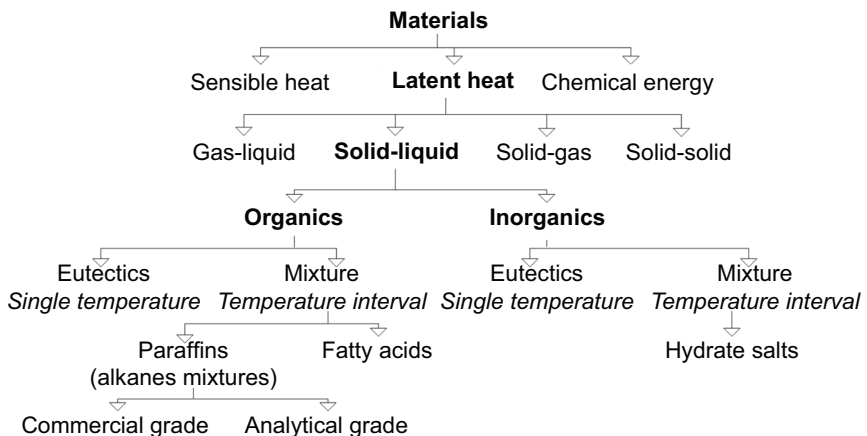 Materials
Sensible heat Latent heat Chemical energy
Gas-liquid Solid-liquid Solid-gas Solid-solid
Organics Inorganics
Eutectics Mixture Eutectics Mixture
Single temperature Temperature interval Single temperature Temperature interval
Paraffins Fatty acids Hydrate salts
(alkanes mixtures)
Commercial grade Analytical grade